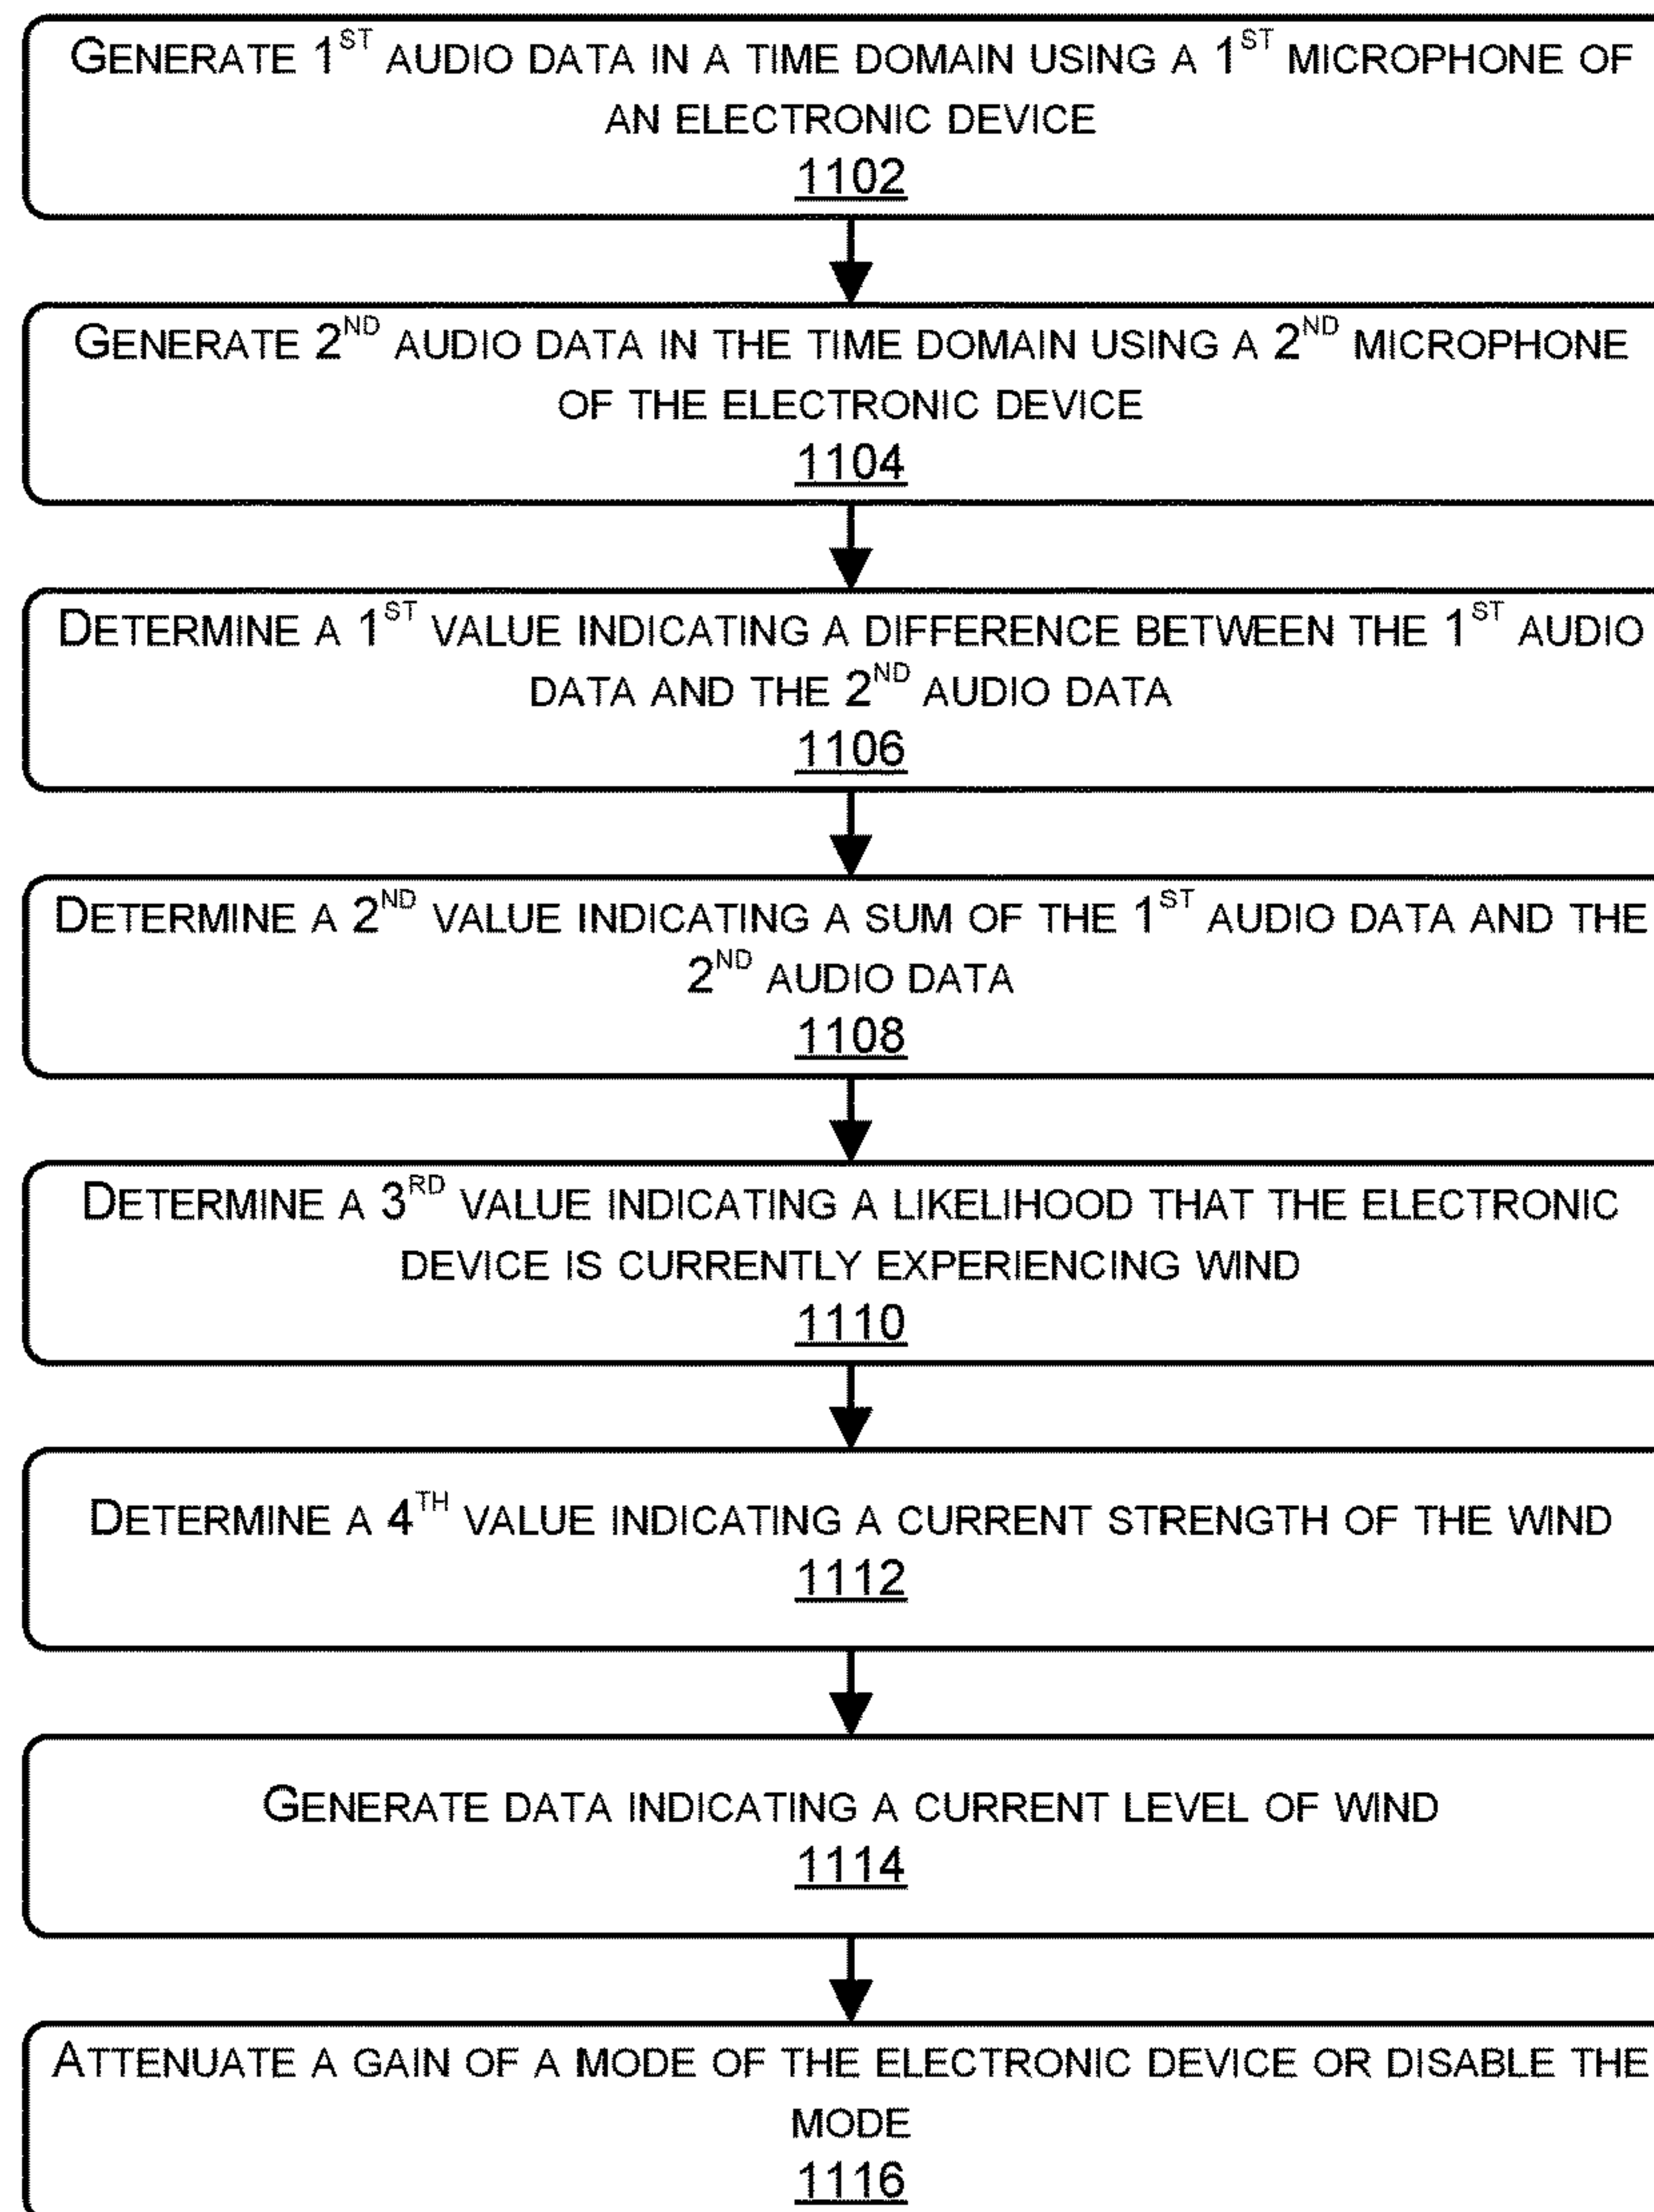 GENERATE 1ST AUDIO DATA IN A TIME DOMAIN USING A 1ST MICROPHONE OF
AN ELECTRONIC DEVICE
1102
GENERATE 2ND AUDIO DATA IN THE TIME DOMAIN USING A 2ND MICROPHONE
OF THE ELECTRONIC DEVICE
1104
DETERMINE A 1ST VALUE INDICATING A DIFFERENCE BETWEEN THE 1ST AUDIO
DATA AND THE 2ND AUDIO DATA
1106
DETERMINE A 2ND VALUE INDICATING A SUM OF THE 1ST AUDIO DATA AND THE
2ND AUDIO DATA
1108
DETERMINE A 3RD VALUE INDICATING A LIKELIHOOD THAT THE ELECTRONIC
DEVICE IS CURRENTLY EXPERIENCING WIND
1110
DETERMINE A 4TH VALUE INDICATING A CURRENT STRENGTH OF THE WIND
1112
GENERATE DATA INDICATING A CURRENT LEVEL OF WIND
1114
ATTENUATE A GAIN OF A MODE OF THE ELECTRONIC DEVICE OR DISABLE THE
MODE
1116